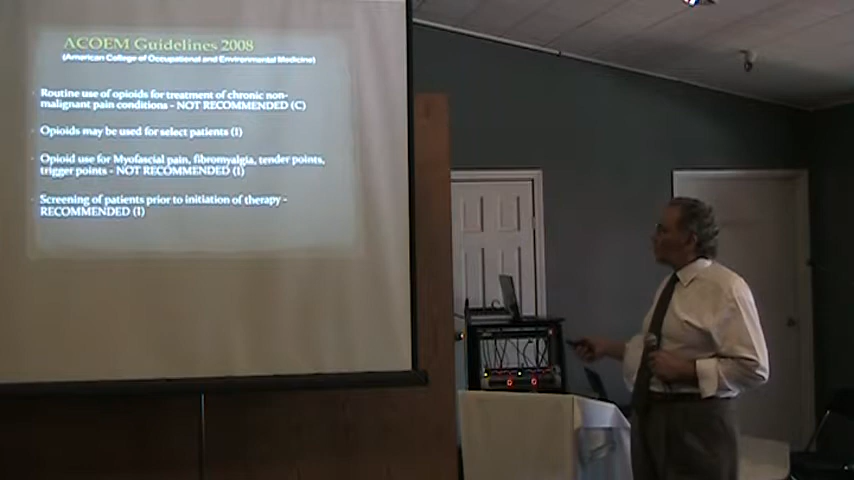 ACOEM Guidelines 2008
(American College of Occupational and Environmental Medicine)
Routine use of opioids for treatment of chronic non-
malignant pain conditions - NOT RECOMMENDED (C)
Opioids may be used for select patients (I)
Opioid use for Myofascial pain, fibromyalgia, tender points,
trigger points - NOT RECOMMENDED (I)
Screening of patients prior to initiation of therapy -
RECOMMENDED (I)